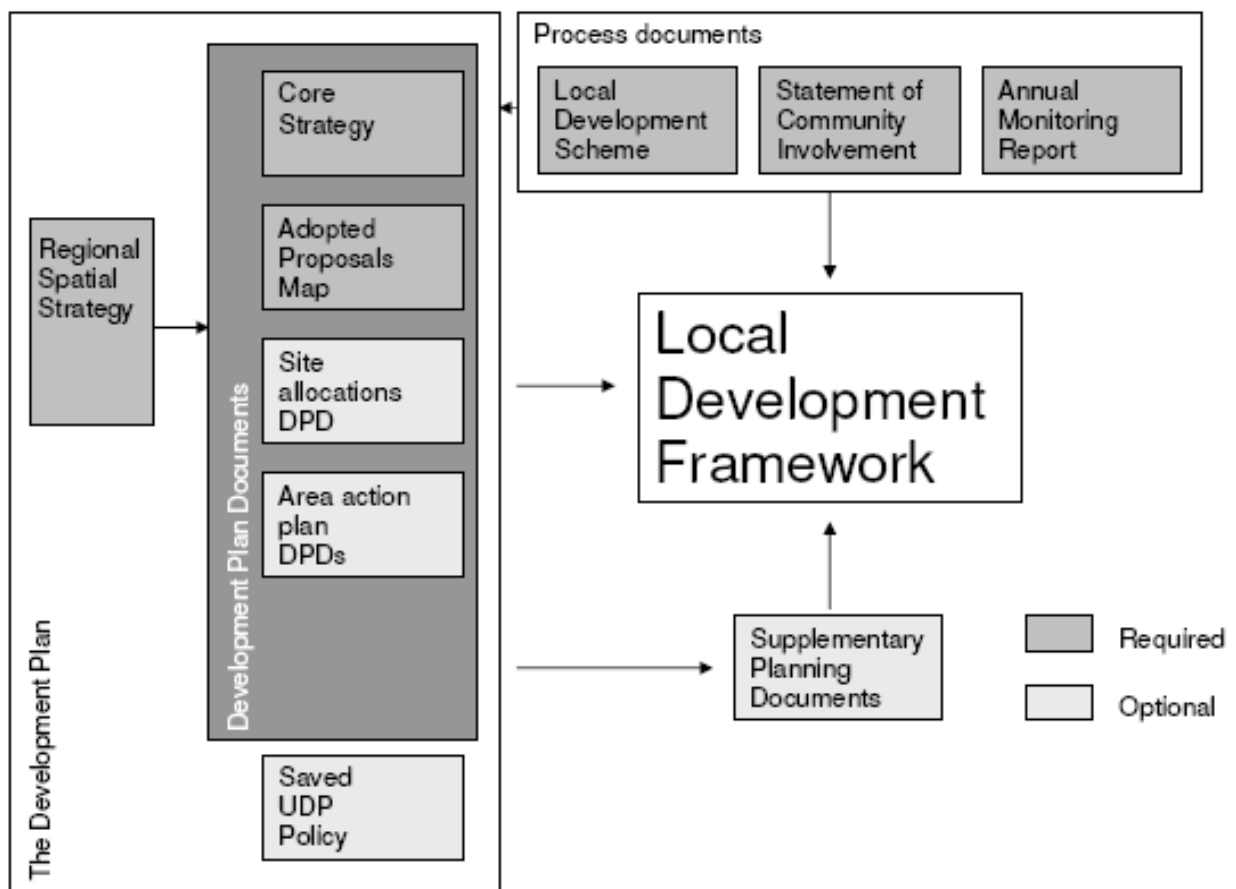 The Development Plan
Regional
Spatial
Strategy
Development Plan Documents
Core
Strategy
Adopted
Proposals
Map
Site
allocations
DPD
Area action
plan
DPDs
Saved
UDP
Policy
Process documents
Local
Development
Scheme
Statement of
Community
Involvement
Annual
Monitoring
Report
Local
Development
Framework
Supplementary
Planning
Documents
Required
Optional